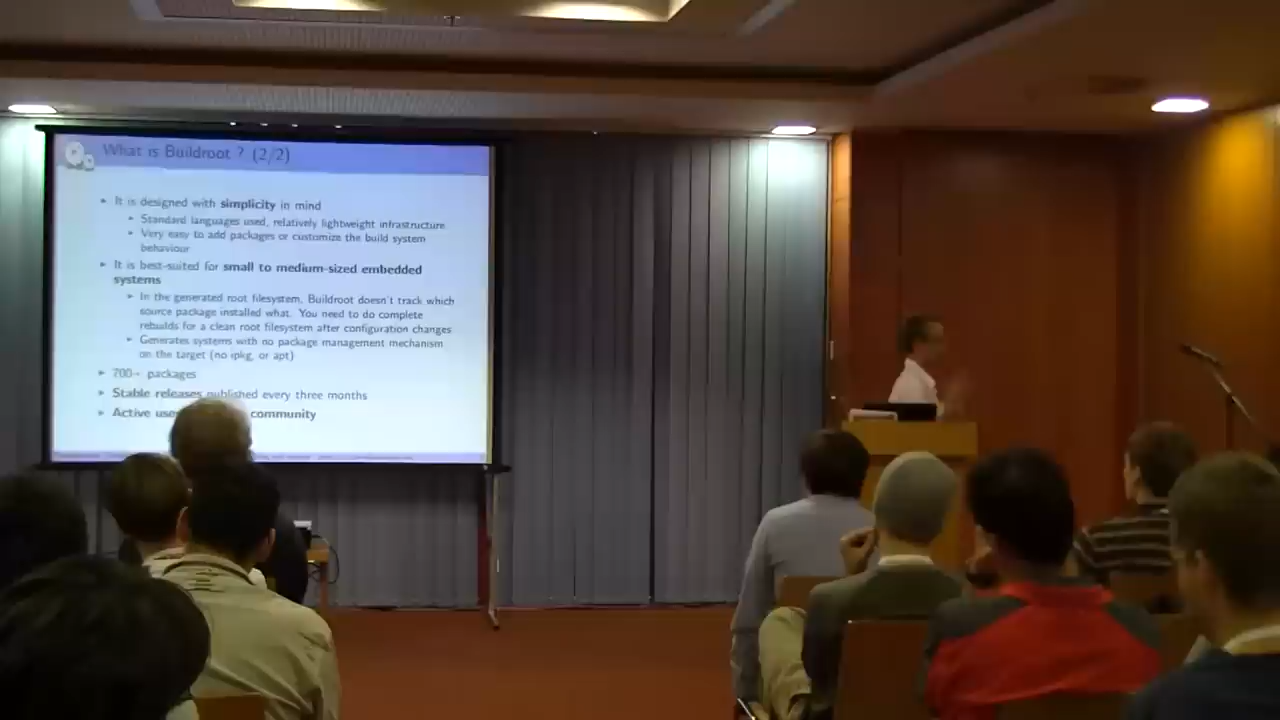 What is Buildroot ? (2/2)
It is designed with simplicity in mind
Standard languages used, relatively lightweight infrastructure
Very easy to add packages or customize the build system
behaviour
It is best-suited for small to medium-sized embedded
systems
In the generated root filesystem, Buildroot doesn't track which
source package installed what. You need to do complete
rebuilds for a clean root filesystem after configuration changes
Generates systems with no package management mechanism
on the target (no ipkg, or apt)
700+ packages
Stable releases published every three months
Active community